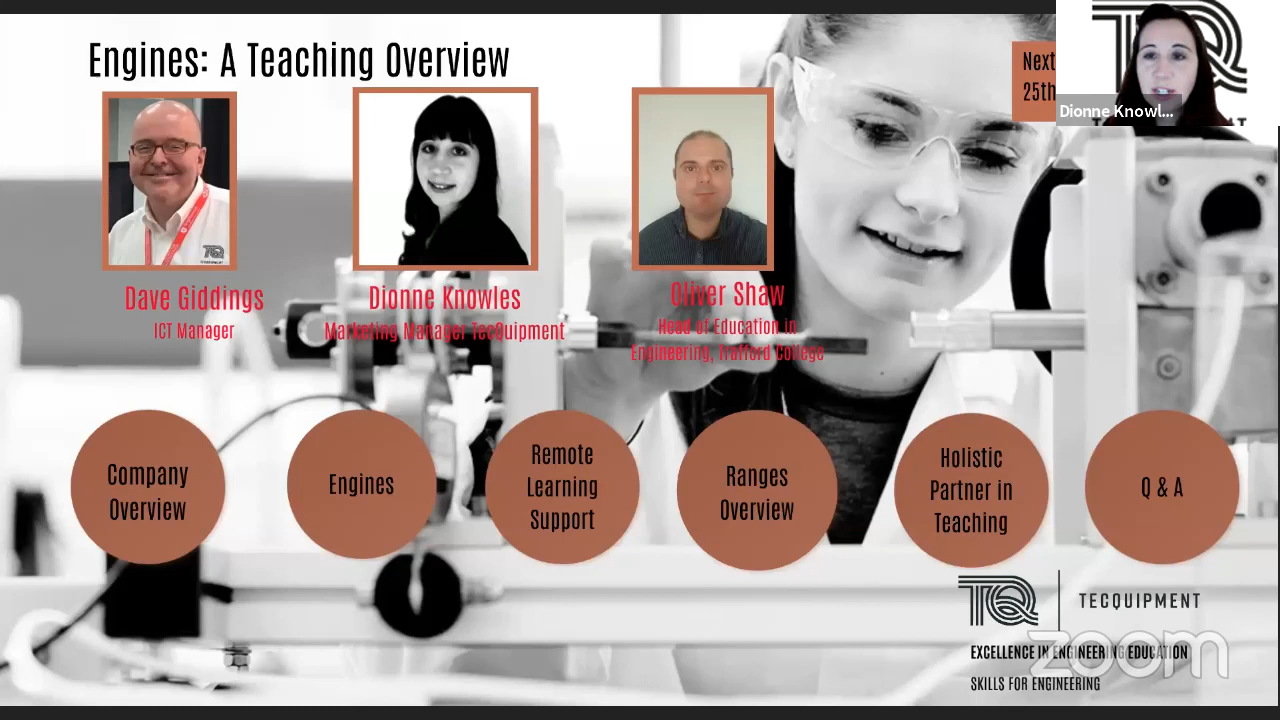 Engines: A Teaching Overview
Next
25th
Dionne Knowl...
TQ
Dave Giddings
ICT Manager
Dionne Knowles
Marketing Manager TecQuipment
Oliver Shaw
Head of Education in
Engineering, Trafford College
Company
Overview
Engines
Remote
Learning
Support
Ranges
Overview
Holistic
Partner in
Teaching
Q & A
TQ
TECQUIPMENT
EXCELLENCE IN ENGINEERING EDUCATION
zoom
SKILLS FOR ENGINEERING